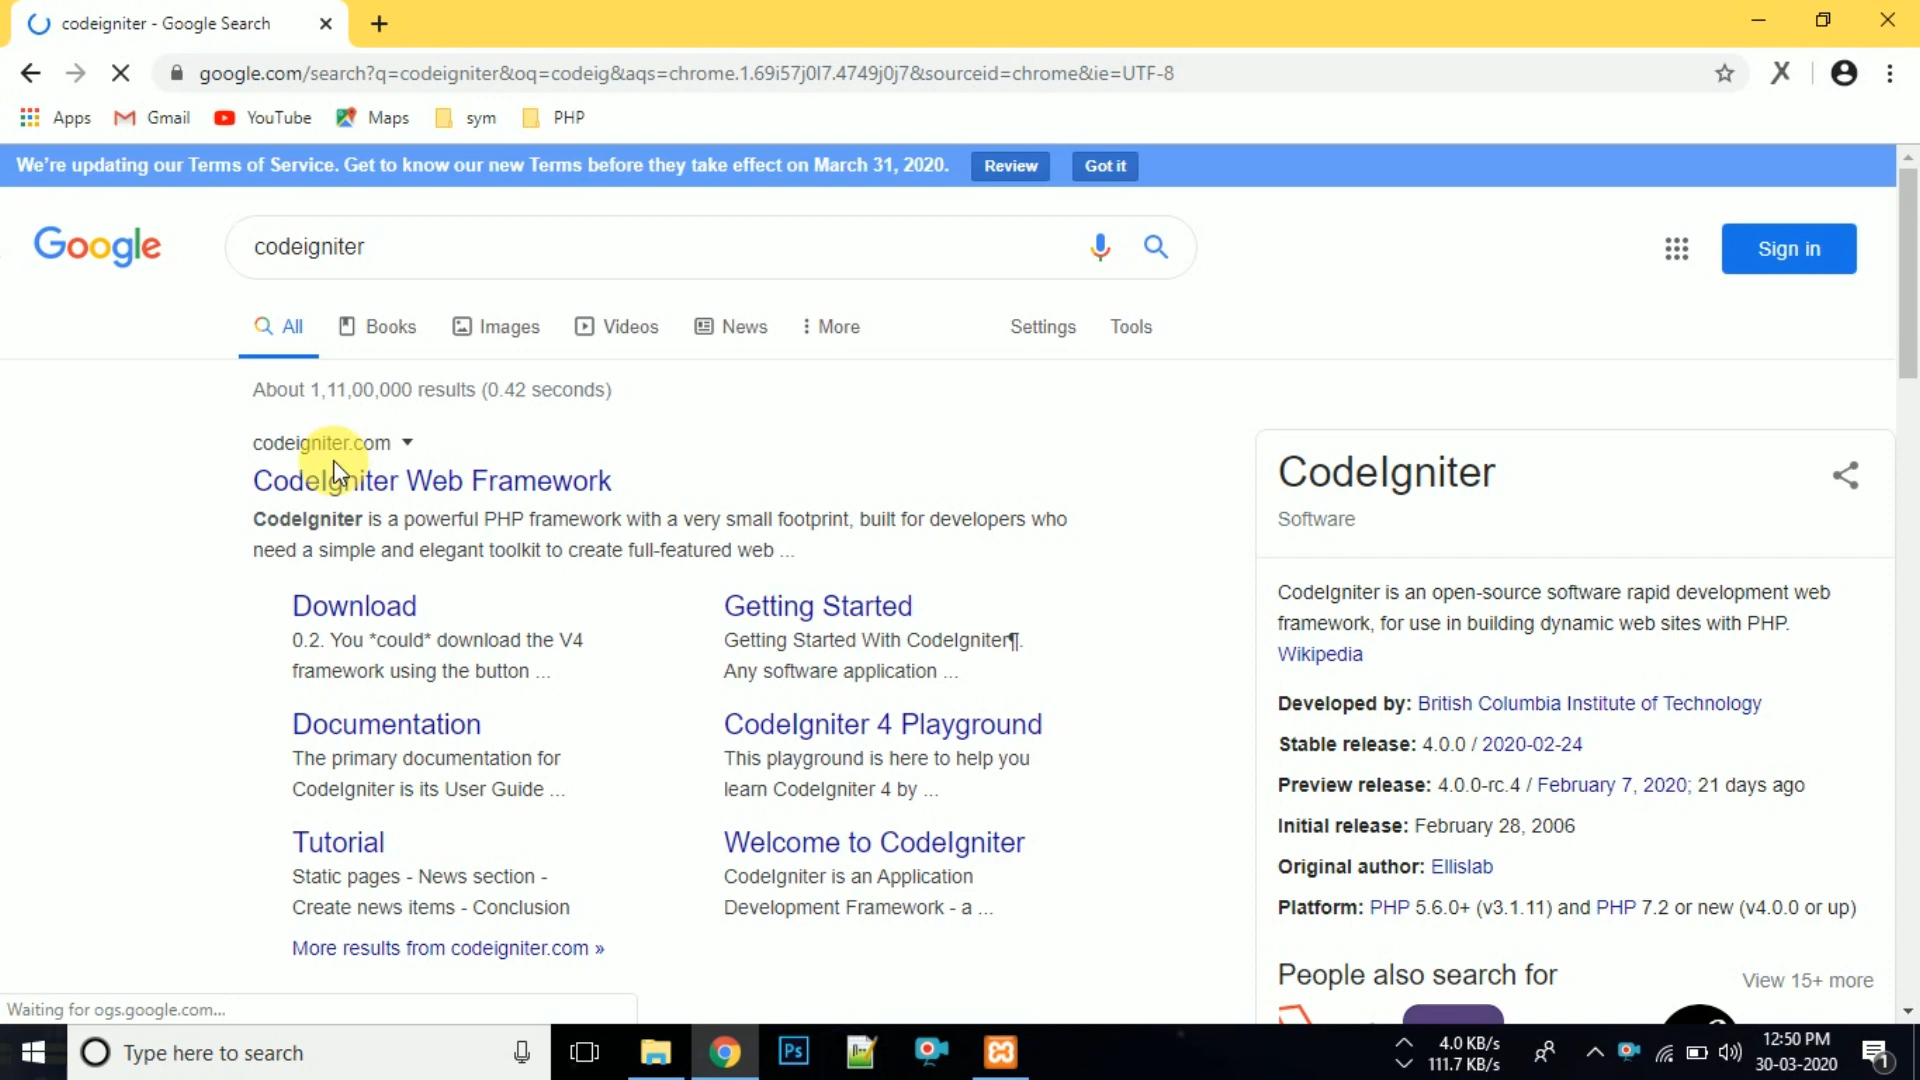 codeigniter - Google Search
google.com/search?q=codeigniter&oq=codeig&aqs=chrome.1.69i57j0l7.4749j0j7&sourceid=chrome&ie=UTF-8
Apps Gmail YouTube Maps sym PHP
We're updating our Terms of Service. Get to know our new Terms before they take effect on March 31, 2020. Review Got it
Google
codeigniter
Sign in
All Books Images Videos News More Settings Tools
About 1,11,00,000 results (0.42 seconds)
codeigniter.com
CodeIgniter Web Framework
CodeIgniter is a powerful PHP framework with a very small footprint, built for developers who
need a simple and elegant toolkit to create full-featured web ...
Download
0.2. You *could* download the V4
framework using the button ...
Getting Started
Getting Started With CodeIgniter¶.
Any software application ...
Documentation
The primary documentation for
CodeIgniter is its User Guide ...
CodeIgniter 4 Playground
This playground is here to help you
learn CodeIgniter 4 by ...
Tutorial
Static pages - News section -
Create news items - Conclusion
Welcome to CodeIgniter
CodeIgniter is an Application
Development Framework - a ...
More results from codeigniter.com »
CodeIgniter
Software
CodeIgniter is an open-source software rapid development web
framework, for use in building dynamic web sites with PHP.
Wikipedia
Developed by: British Columbia Institute of Technology
Stable release: 4.0.0 / 2020-02-24
Preview release: 4.0.0-rc.4 / February 7, 2020; 21 days ago
Initial release: February 28, 2006
Original author: Ellislab
Platform: PHP 5.6.0+ (v3.1.11) and PHP 7.2 or new (v4.0.0 or up)
People also search for
View 15+ more
Waiting for ogs.google.com...
Type here to search
Ps
4.0 KB/s
111.7 KB/s
12:50 PM
30-03-2020
1